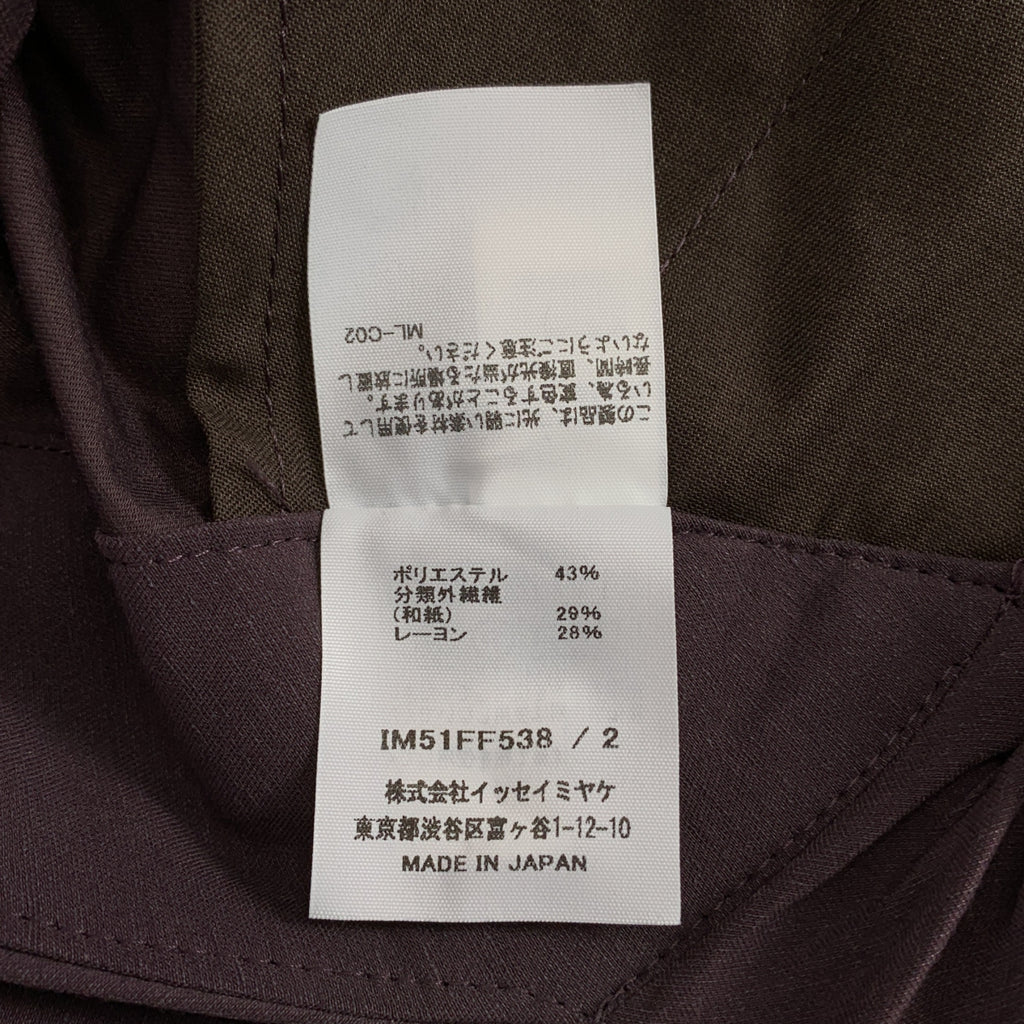 この製品は、光に弱い素材を使用して
いる為、変色することがあります。
長時間、直接光が当たる場所に放置し
ないようにご注意ください。
ML-C02
ポリエステル 43%
分類外繊維
(和紙) 29%
レーヨン 28%
IM51FF538 / 2
株式会社イッセイミヤケ
東京都渋谷区富ヶ谷1-12-10
MADE IN JAPAN